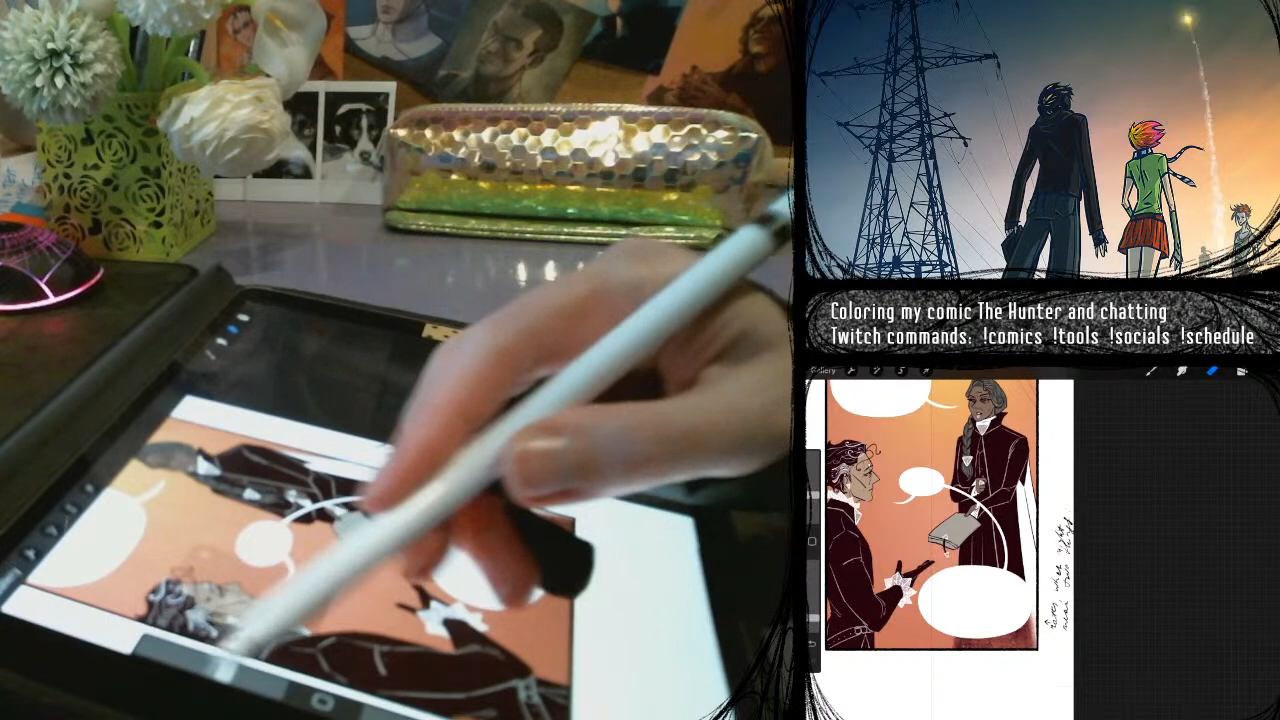 Coloring my comic The Hunter and chatting
Twitch commands: !comics !tools !socials !schedule
Gallery